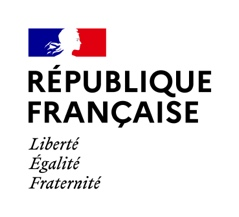 RÉPUBLIQUE
FRANÇAISE
Liberté
Égalité
Fraternité